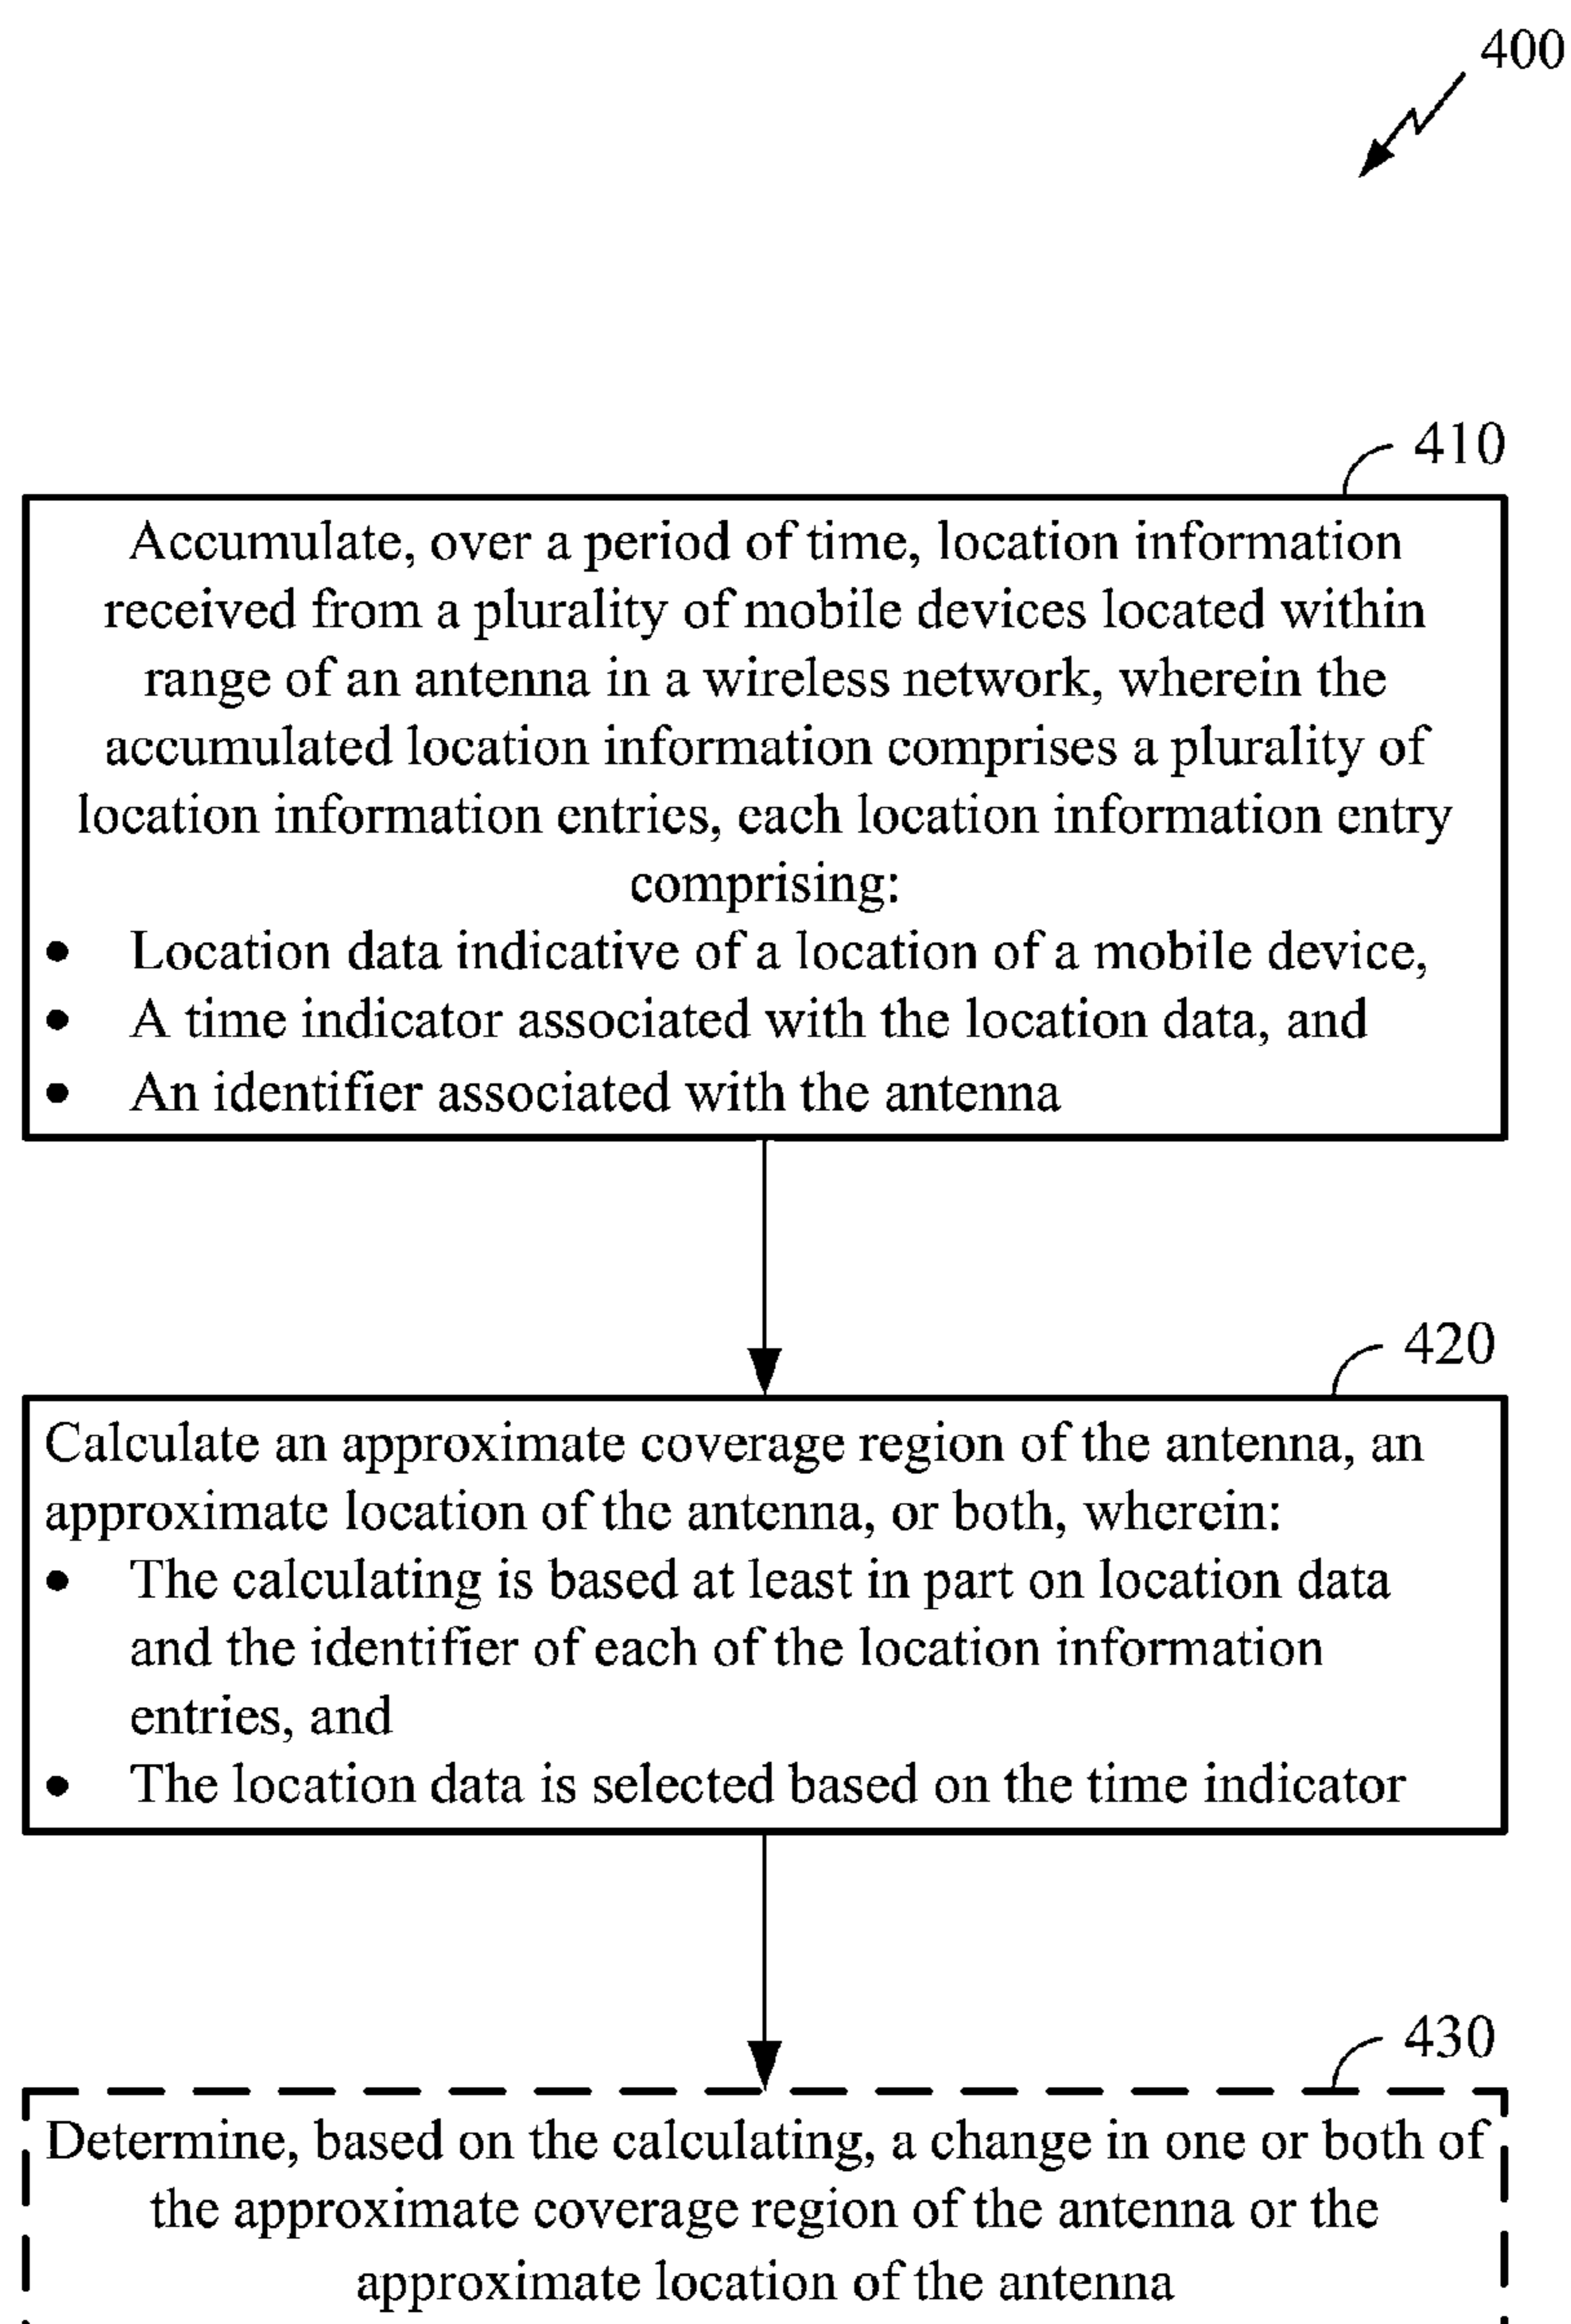 400
410
Accumulate, over a period of time, location information
received from a plurality of mobile devices located within
range of an antenna in a wireless network, wherein the
accumulated location information comprises a plurality of
location information entries, each location information entry
comprising:
• Location data indicative of a location of a mobile device,
• A time indicator associated with the location data, and
• An identifier associated with the antenna
420
Calculate an approximate coverage region of the antenna, an
approximate location of the antenna, or both, wherein:
• The calculating is based at least in part on location data
and the identifier of each of the location information
entries, and
• The location data is selected based on the time indicator
430
Determine, based on the calculating, a change in one or both of
the approximate coverage region of the antenna or the
approximate location of the antenna